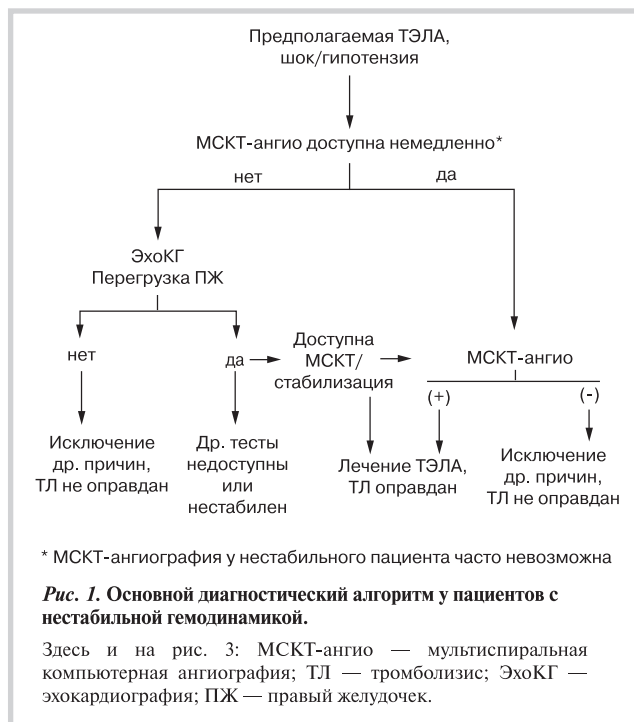 Предполагаемая ТЭЛА,
шок/гипотензия
МСКТ-ангио доступна немедленно*
нет
да
ЭхоКГ
Перегрузка ПЖ
нет
да
Доступна
МСКТ/
стабилизация
МСКТ-ангио
(+)
(-)
Исключение
др. причин,
ТЛ не оправдан
Др. тесты
недоступны
или
нестабилен
Лечение ТЭЛА,
ТЛ оправдан
Исключение
др. причин,
ТЛ не оправдан
* МСКТ-ангиография у нестабильного пациента часто невозможна
Рис. 1. Основной диагностический алгоритм у пациентов с
нестабильной гемодинамикой.
Здесь и на рис. 3: МСКТ-ангио — мультиспиральная
компьютерная ангиография; ТЛ — тромболизис; ЭхоКГ —
эхокардиография; ПЖ — правый желудочек.